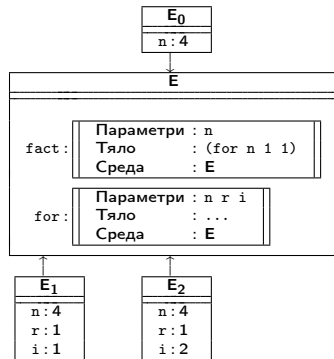 E₀
n : 4
E
fact :
Параметри : n
Тяло : (for n 1 1)
Среда : E
for :
Параметри : n r i
Тяло : ...
Среда : E
E₁
n : 4
r : 1
i : 1
E₂
n : 4
r : 1
i : 2